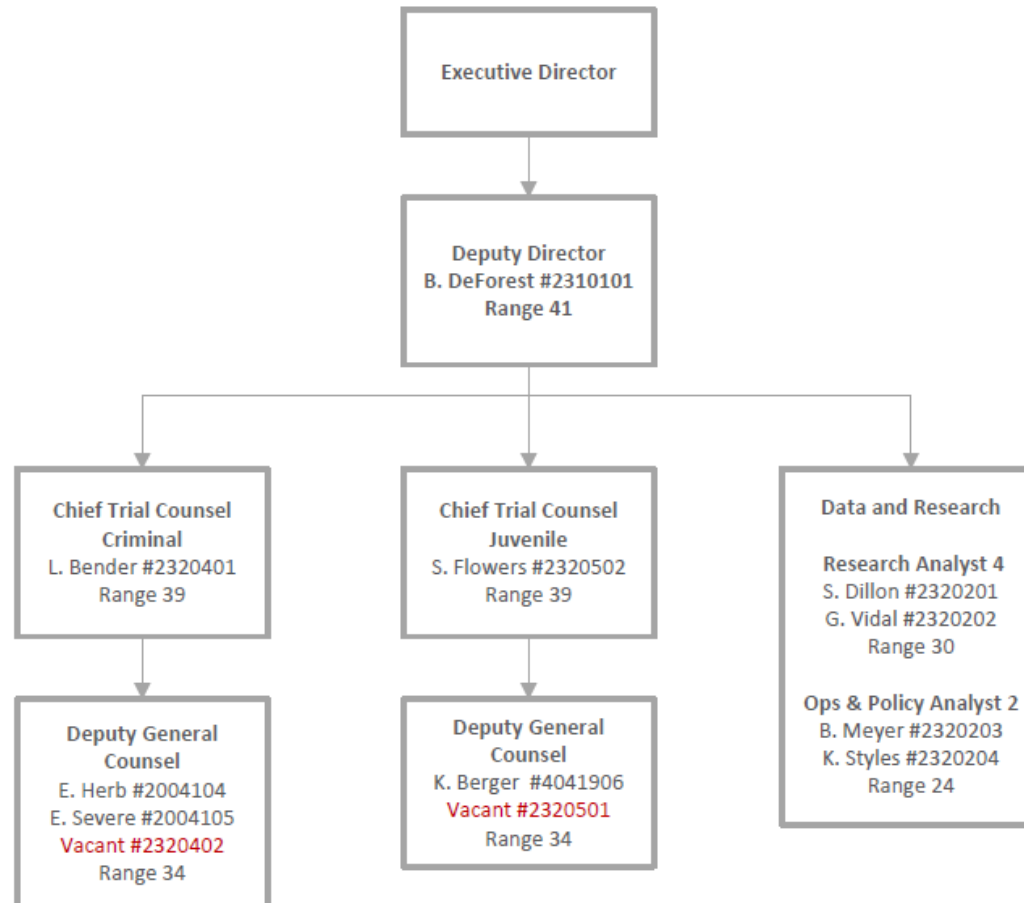 Executive Director
Deputy Director
B. DeForest #2310101
Range 41
Chief Trial Counsel
Criminal
L. Bender #2320401
Range 39
Chief Trial Counsel
Juvenile
S. Flowers #2320502
Range 39
Data and Research
Research Analyst 4
S. Dillon #2320201
G. Vidal #2320202
Range 30
Ops & Policy Analyst 2
B. Meyer #2320203
K. Styles #2320204
Range 24
Deputy General
Counsel
E. Herb #2004104
E. Severe #2004105
Vacant #2320402
Range 34
Deputy General
Counsel
K. Berger #4041906
Vacant #2320501
Range 34